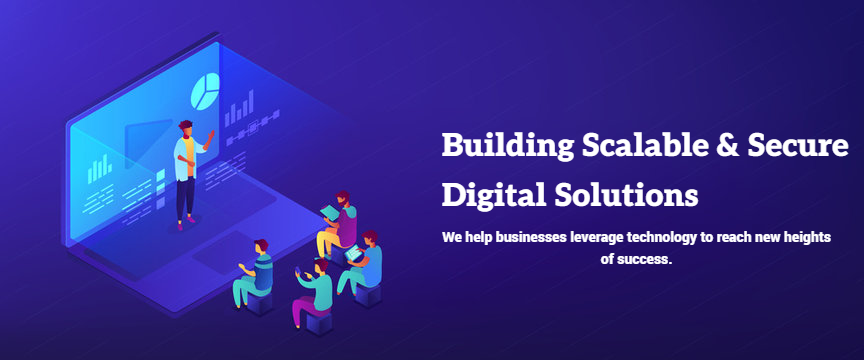 Building Scalable & Secure
Digital Solutions
We help businesses leverage technology to reach new heights
of success.